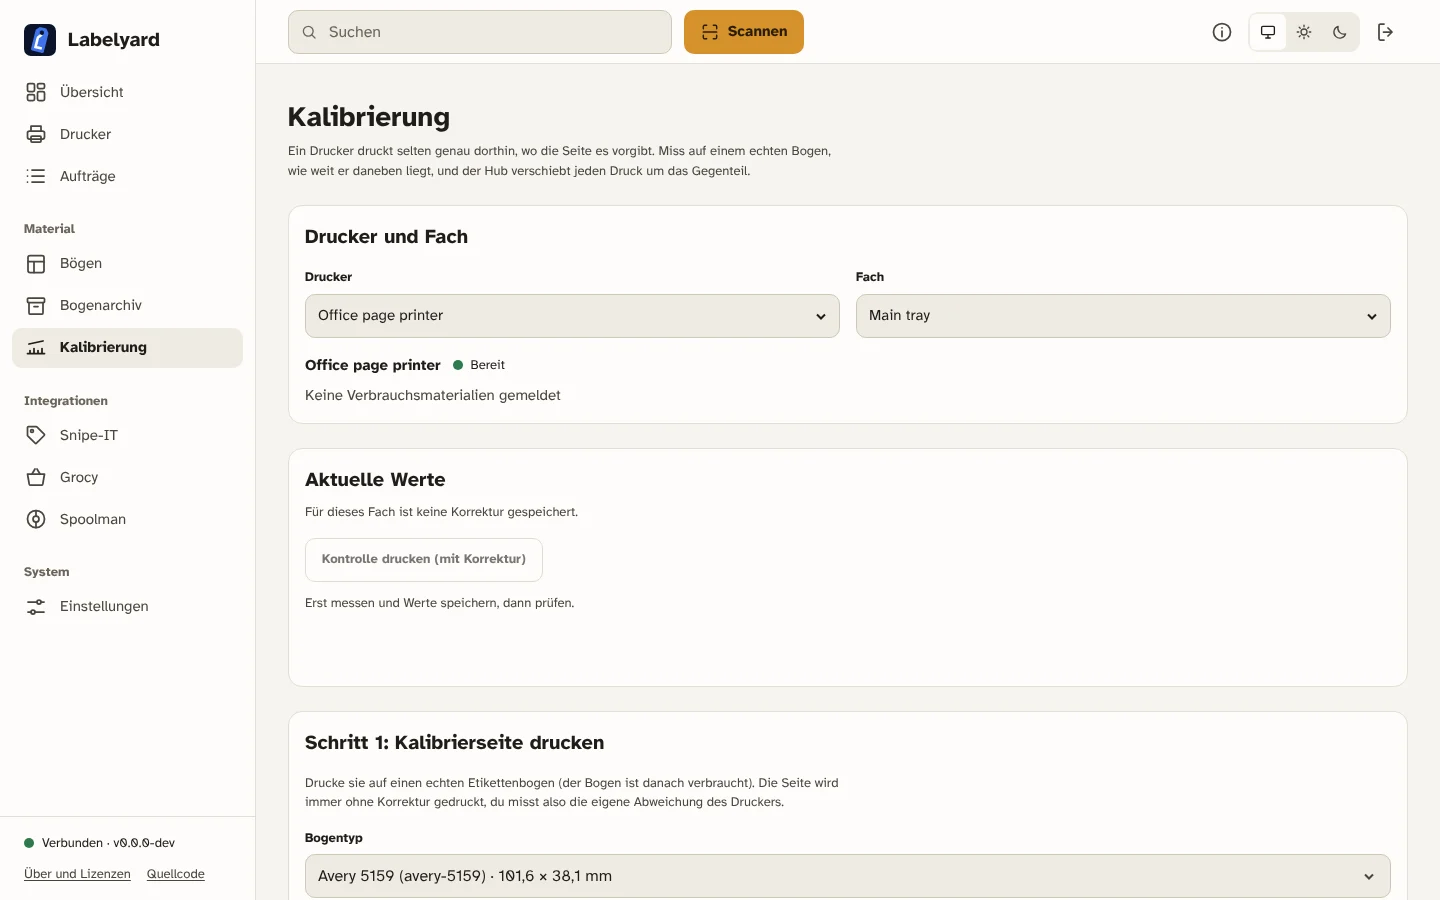 Labelyard
Übersicht
Drucker
Aufträge
Material
Bögen
Bogenarchiv
Kalibrierung
Integrationen
Snipe-IT
Grocy
Spoolman
System
Einstellungen
Verbunden · v0.0.0-dev
Über und Lizenzen
Quellcode
Suchen
Scannen
Kalibrierung
Ein Drucker druckt selten genau dorthin, wo die Seite es vorgibt. Miss auf einem echten Bogen,
wie weit er daneben liegt, und der Hub verschiebt jeden Druck um das Gegenteil.
Drucker und Fach
Drucker
Office page printer
Fach
Main tray
Office page printer
Bereit
Keine Verbrauchsmaterialien gemeldet
Aktuelle Werte
Für dieses Fach ist keine Korrektur gespeichert.
Kontrolle drucken (mit Korrektur)
Erst messen und Werte speichern, dann prüfen.
Schritt 1: Kalibrierseite drucken
Drucke sie auf einen echten Etikettenbogen (der Bogen ist danach verbraucht). Die Seite wird
immer ohne Korrektur gedruckt, du misst also die eigene Abweichung des Druckers.
Bogentyp
Avery 5159 (avery-5159) · 101,6 × 38,1 mm